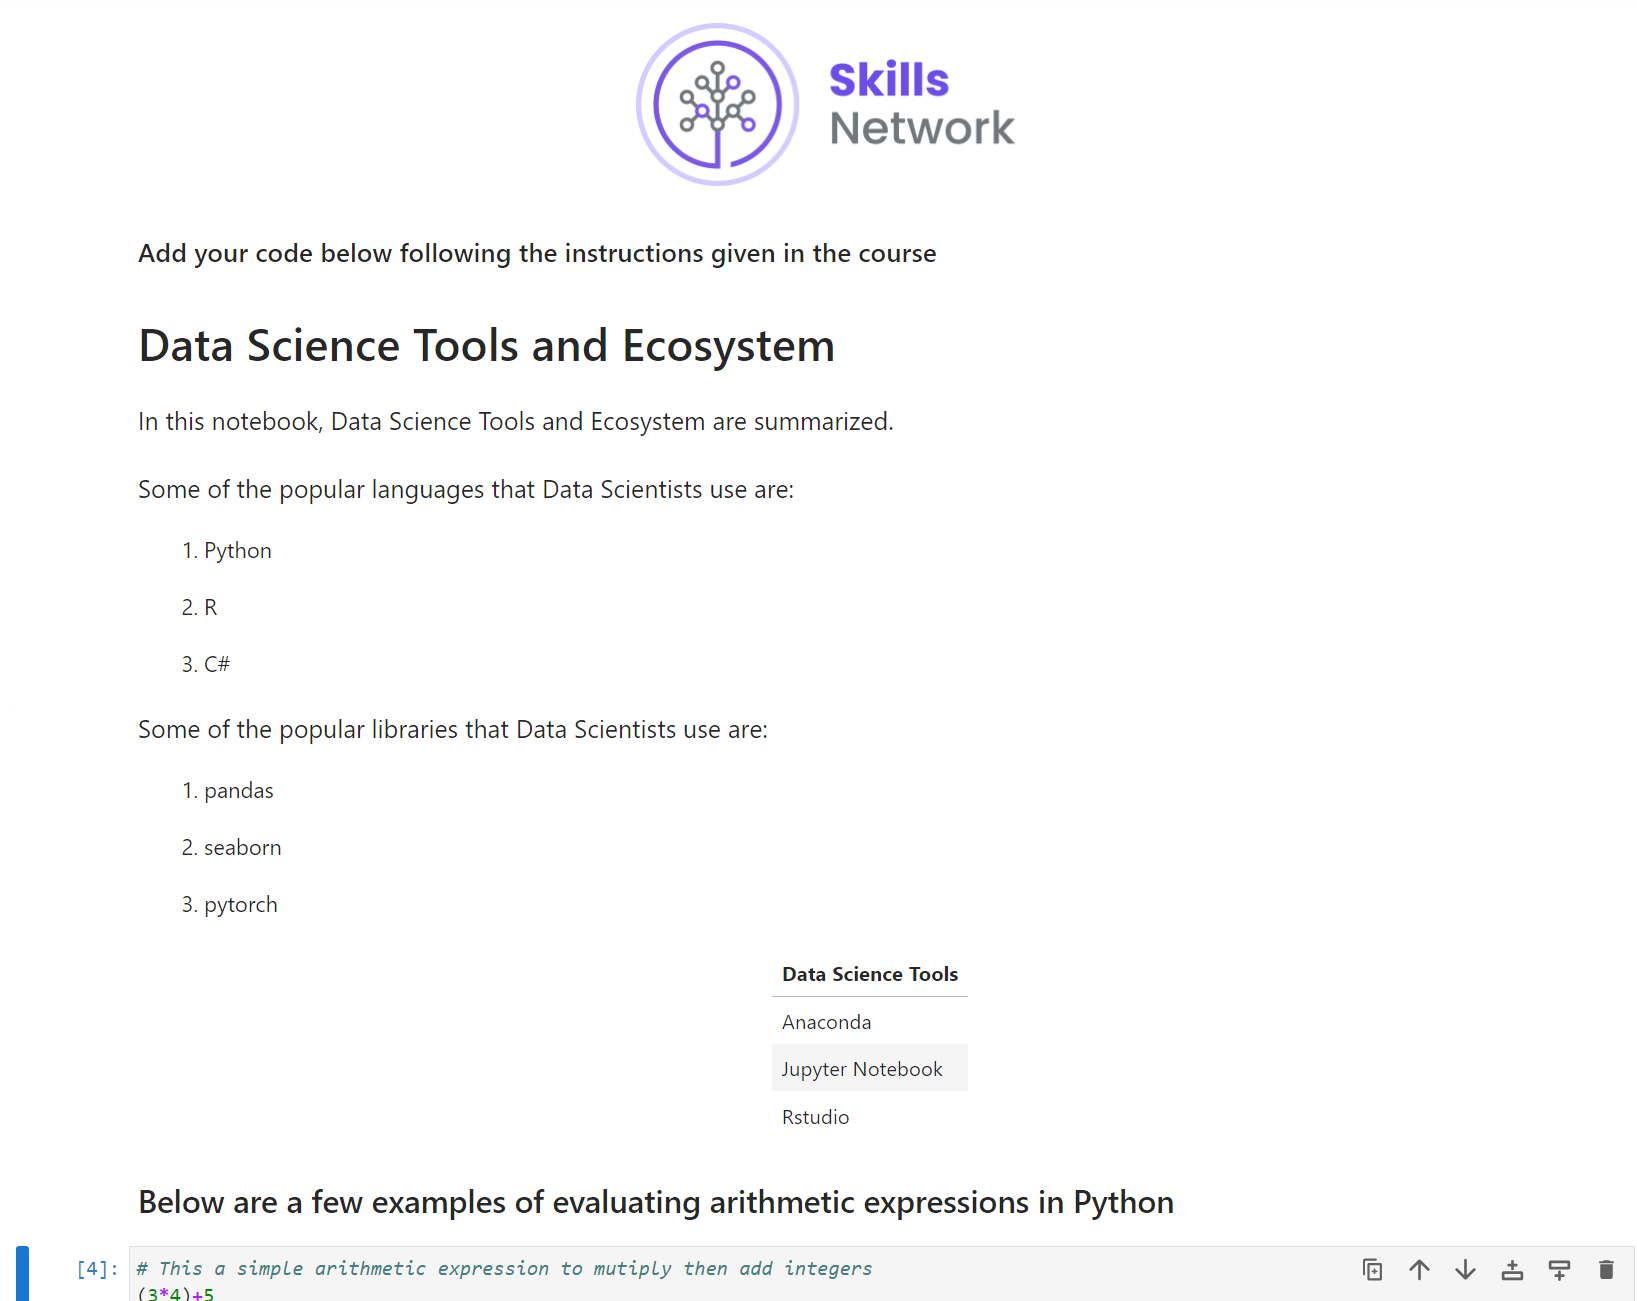 Skills
Network
Add your code below following the instructions given in the course
Data Science Tools and Ecosystem
In this notebook, Data Science Tools and Ecosystem are summarized.
Some of the popular languages that Data Scientists use are:
1. Python
2. R
3. C#
Some of the popular libraries that Data Scientists use are:
1. pandas
2. seaborn
3. pytorch
Data Science Tools
Anaconda
Jupyter Notebook
Rstudio
Below are a few examples of evaluating arithmetic expressions in Python
[4]: # This a simple arithmetic expression to mutiply then add integers
(3*4)+5